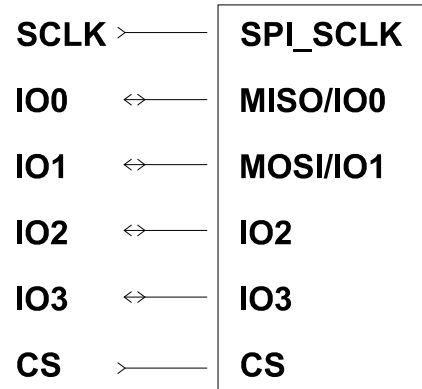 SCLK SPI_SCLK
IO0 MISO/IO0
IO1 MOSI/IO1
IO2 IO2
IO3 IO3
CS CS